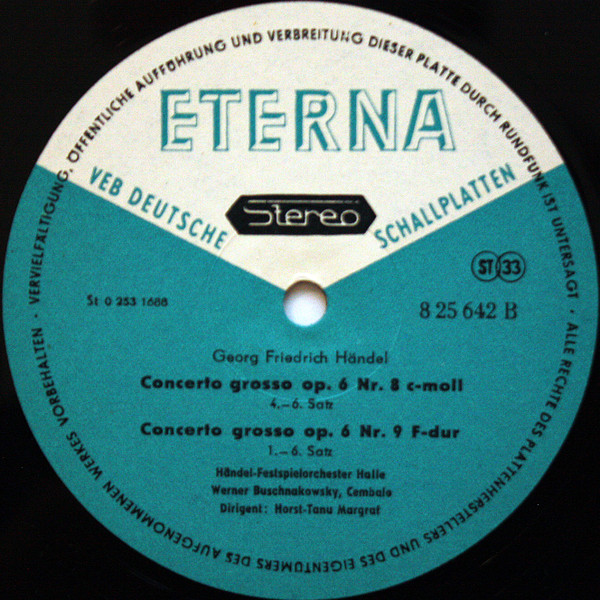 VERVIELFÄLTIGUNG, ÖFFENTLICHE AUFFÜHRUNG UND VERBREITUNG DIESER PLATTE DURCH RUNDFUNK IST UNTERSAGT · ALLE RECHTE DES PLATTENHERSTELLERS UND DES EIGENTÜMERS DES AUFGENOMMENEN WERKES VORBEHALTEN ·
ETERNA
VEB DEUTSCHE SCHALLPLATTEN
Stereo
ST 33
St 0 253 1688
8 25 642 B
Georg Friedrich Händel
Concerto grosso op. 6 Nr. 8 c-moll
4.–6. Satz
Concerto grosso op. 6 Nr. 9 F-dur
1.–6. Satz
Händel-Festspielorchester Halle
Werner Buschnakowsky, Cembalo
Dirigent: Horst-Tanu Margraf